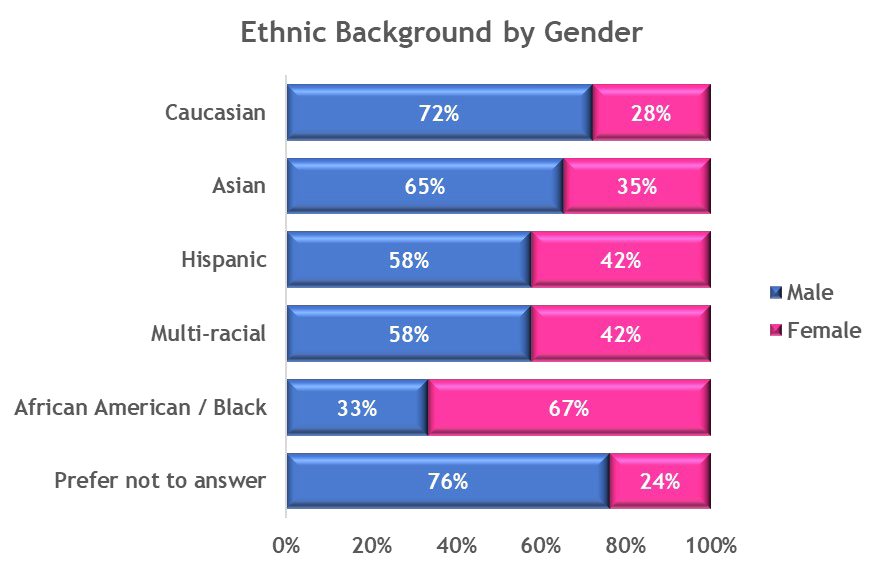 Ethnic Background by Gender
Caucasian 72% 28%
Asian 65% 35%
Hispanic 58% 42%
Multi-racial 58% 42%
African American / Black 33% 67%
Prefer not to answer 76% 24%
0% 20% 40% 60% 80% 100%
Male
Female